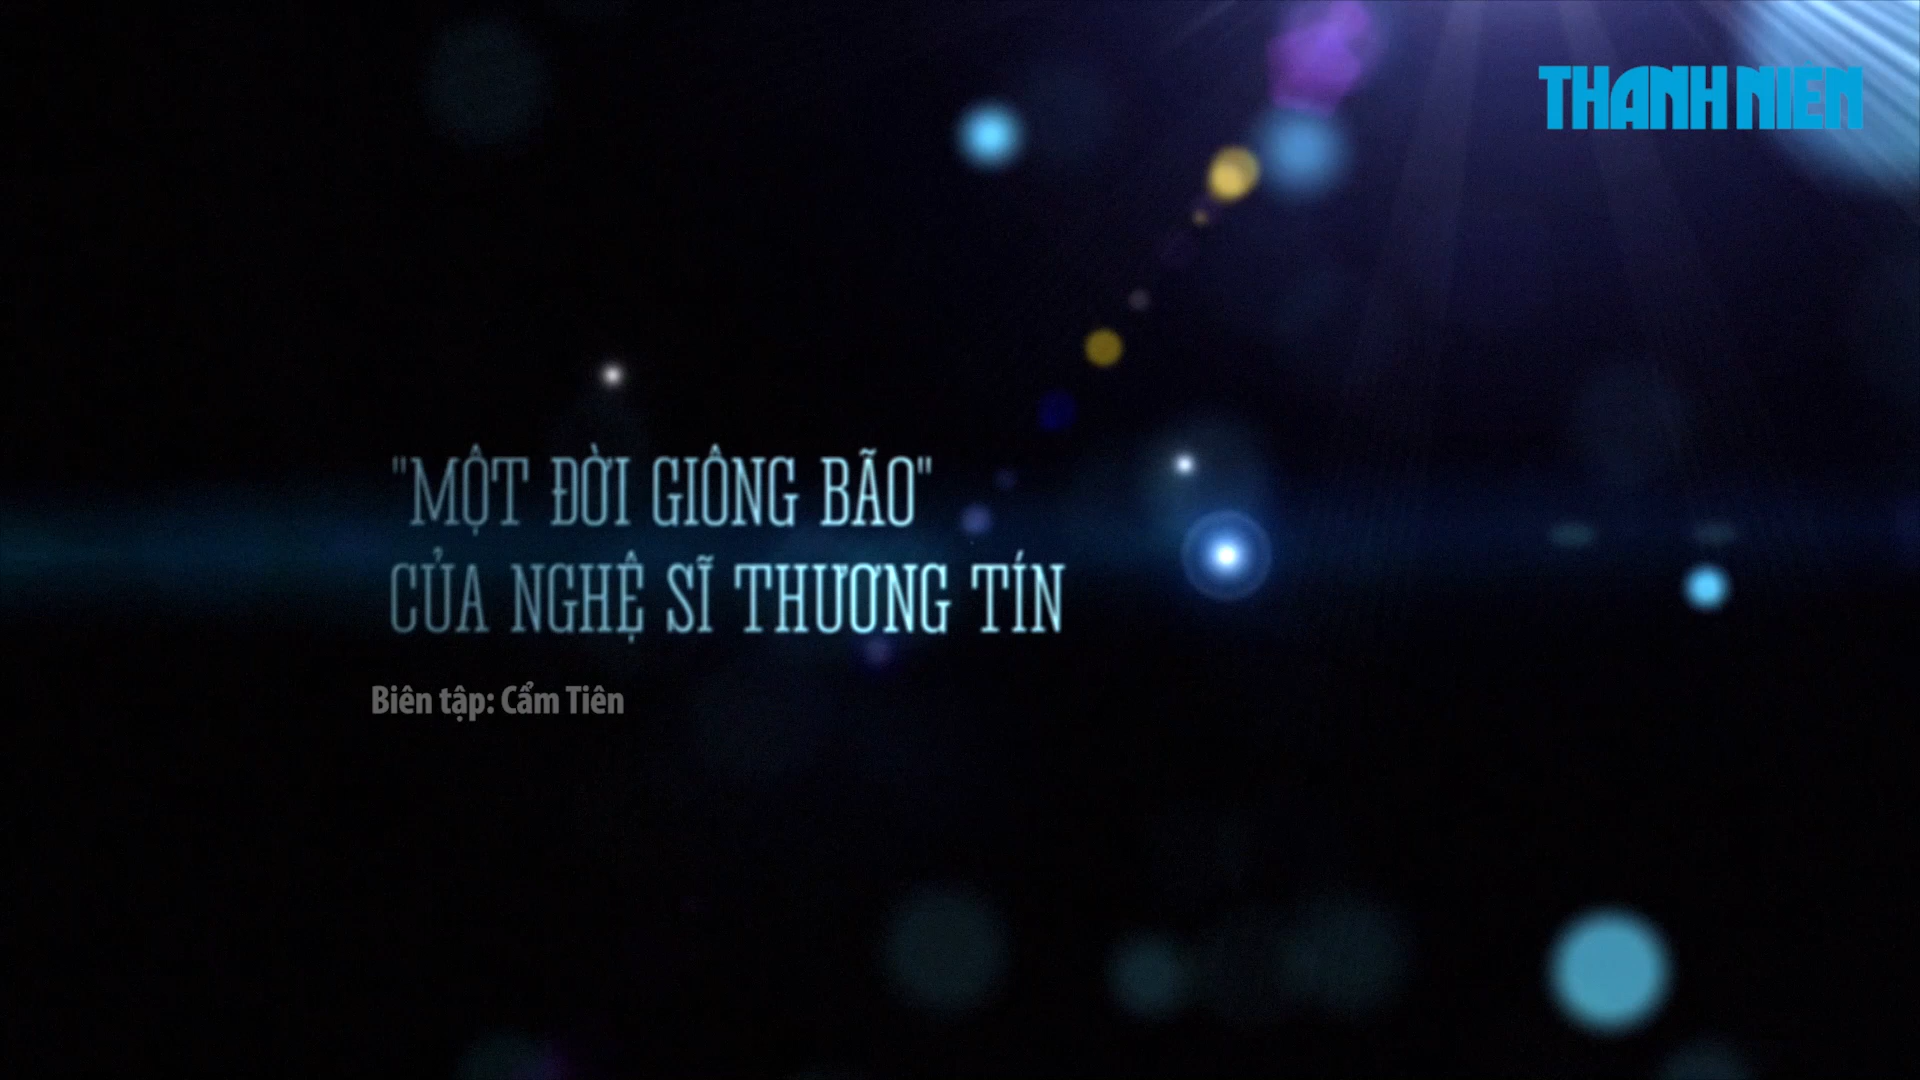 THANH NIEN
"MỘT ĐỜI GIÔNG BÃO"
CỦA NGHỆ SĨ THƯƠNG TÍN
Biên tập: Cẩm Tiên